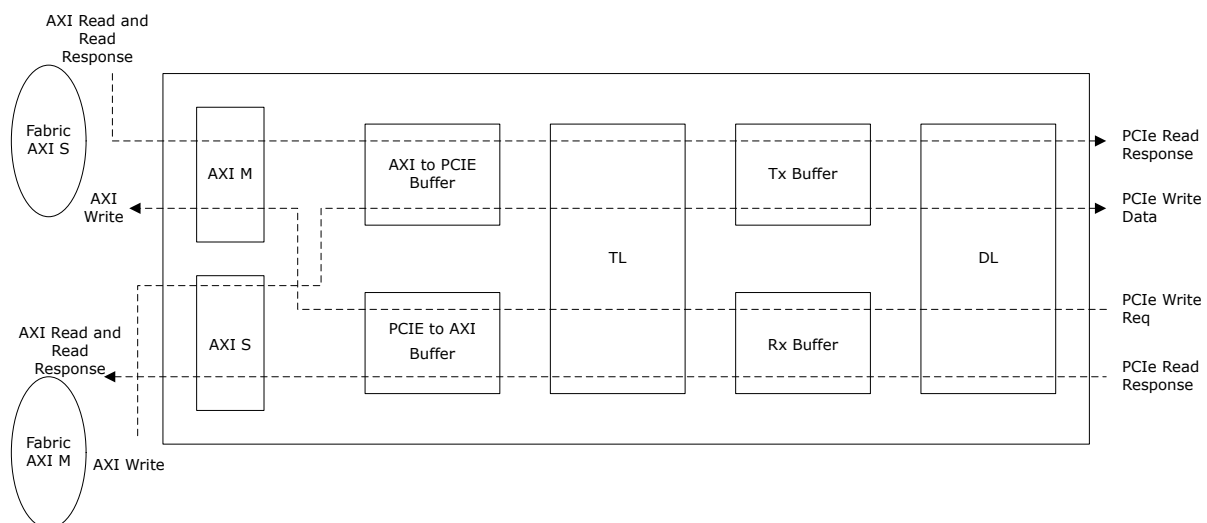 AXI Read and
Read
Response
Fabric
AXI S
AXI M
AXI to PCIE
Buffer
Tx Buffer
PCIe Read
Response
AXI
Write
PCIe Write
Data
TL
DL
PCIe Write
Req
AXI Read and
Read
Response
AXI S
PCIE to AXI
Buffer
Rx Buffer
PCIe Read
Response
Fabric
AXI M
AXI Write